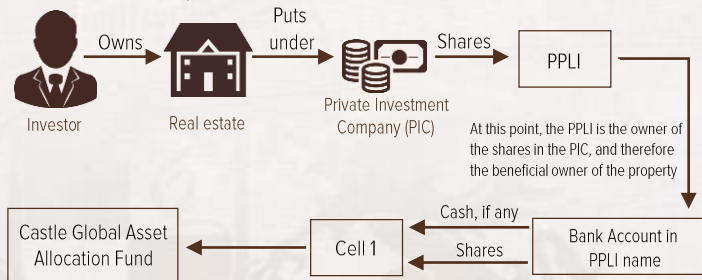 Owns
Puts
under
Shares
PPLI
Investor
Real estate
Private Investment
Company (PIC)
At this point, the PPLI is the owner of
the shares in the PIC, and therefore
the beneficial owner of the property
Bank Account in
PPLI name
Cash, if any
Shares
Cell 1
Castle Global Asset
Allocation Fund